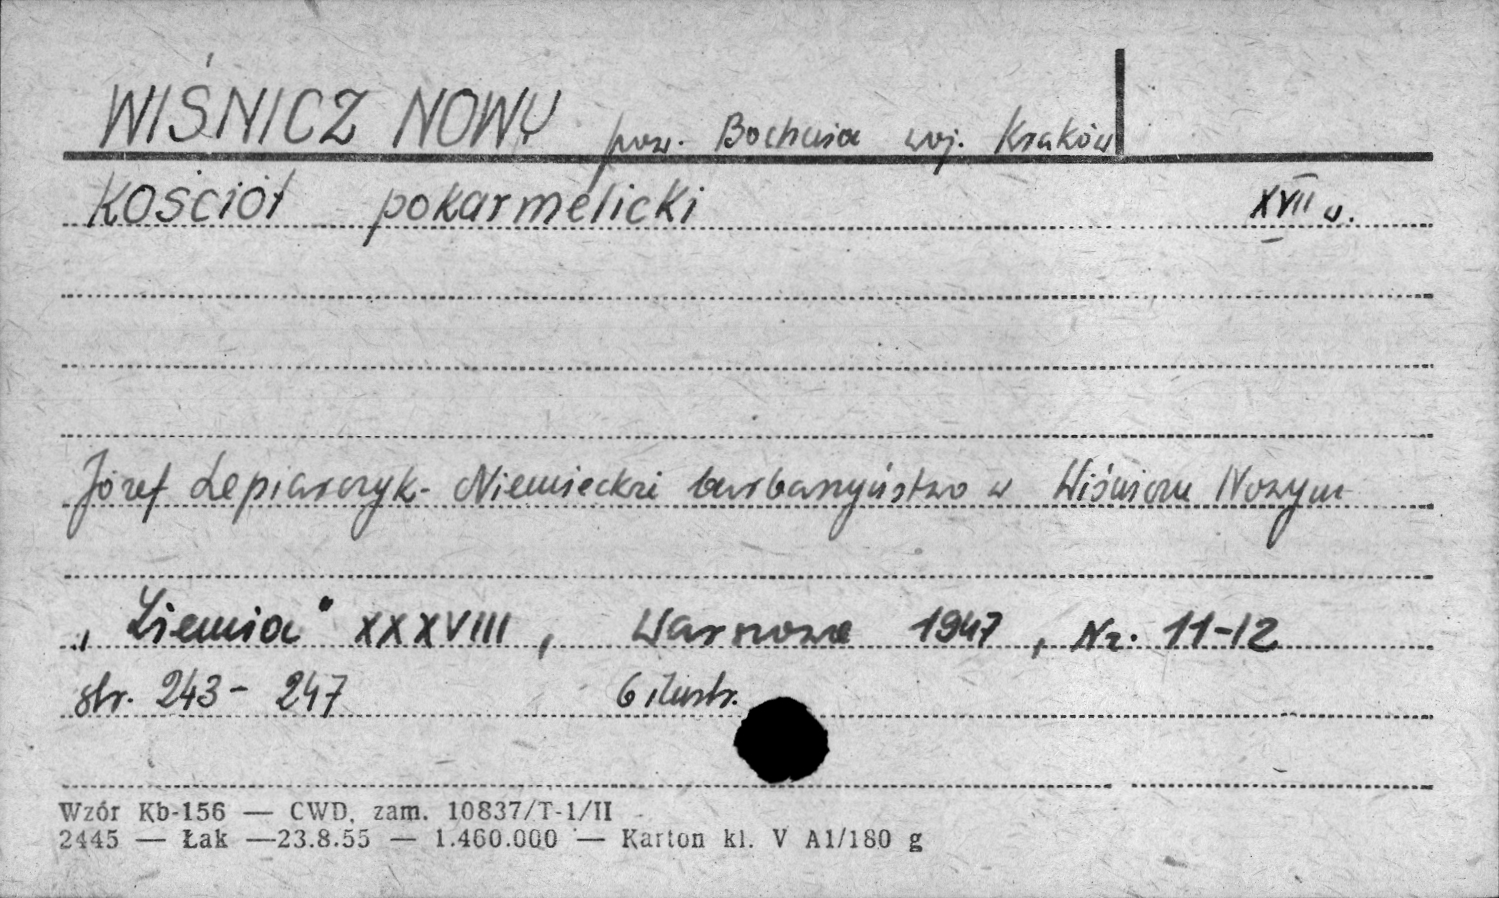 WIŚNICZ NOWY pow. Bochnia woj. Kraków
KOŚCIÓŁ pokarmelicki XVII w.
Józef Lepiarczyk - Niemieckie barbarzyństwo w Wiśniczu Nowym
„Ziemia" XXXVIII, Warszawa 1947, Nr. 11-12
str. 243 - 247 6 ilustr.
Wzór Kb-156 — CWD, zam. 10837/T-1/II
2445 — Łak —23.8.55 — 1.460.000 — Karton kl. V A1/180 g